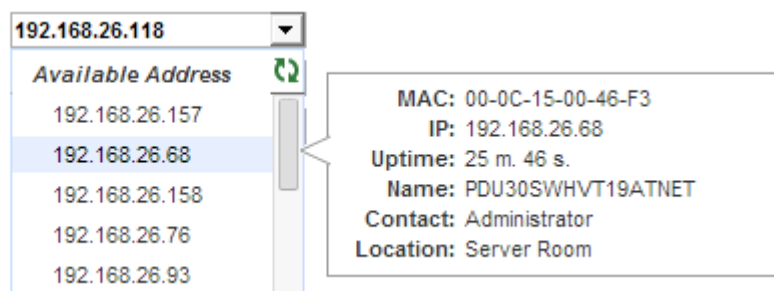 192.168.26.118
Available Address
192.168.26.157
192.168.26.68
192.168.26.158
192.168.26.76
192.168.26.93
MAC: 00-0C-15-00-46-F3
IP: 192.168.26.68
Uptime: 25 m. 46 s.
Name: PDU30SWHVT19ATNET
Contact: Administrator
Location: Server Room